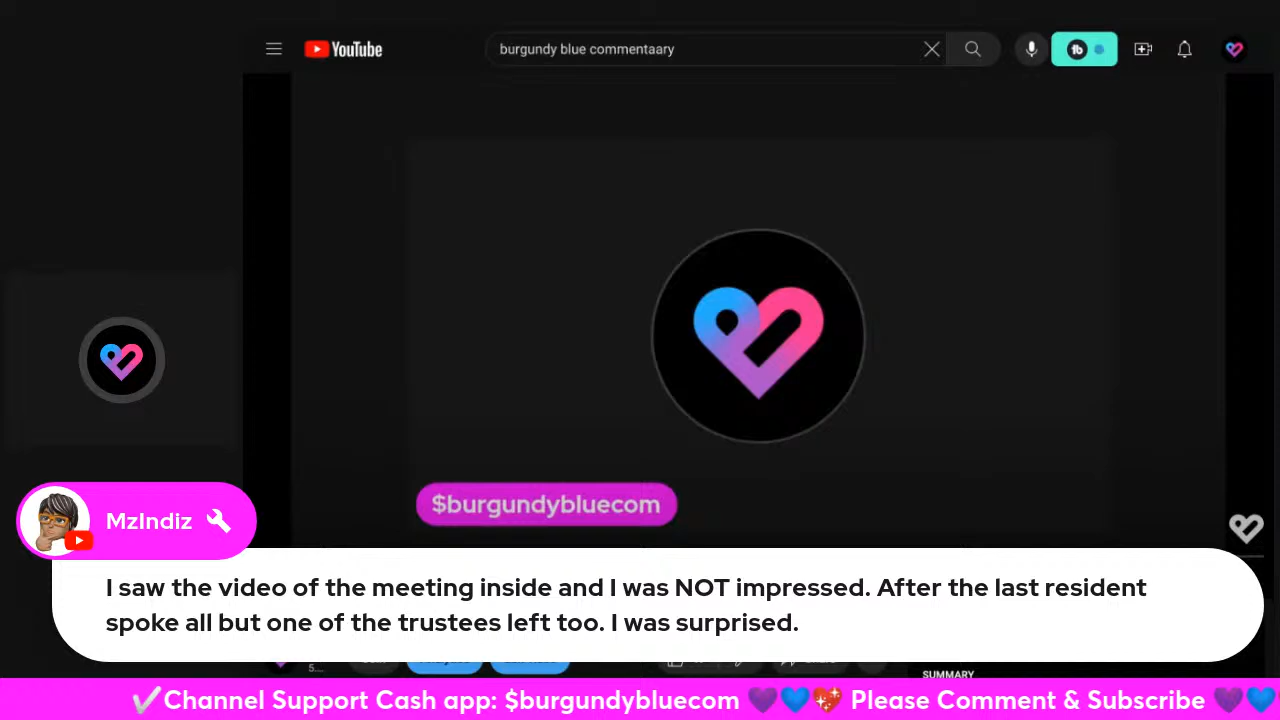 YouTube
burgundy blue commentaary
$burgundybluecom
MzIndiz
I saw the video of the meeting inside and I was NOT impressed. After the last resident
spoke all but one of the trustees left too. I was surprised.
SUMMARY
Channel Support Cash app: $burgundybluecom Please Comment & Subscribe